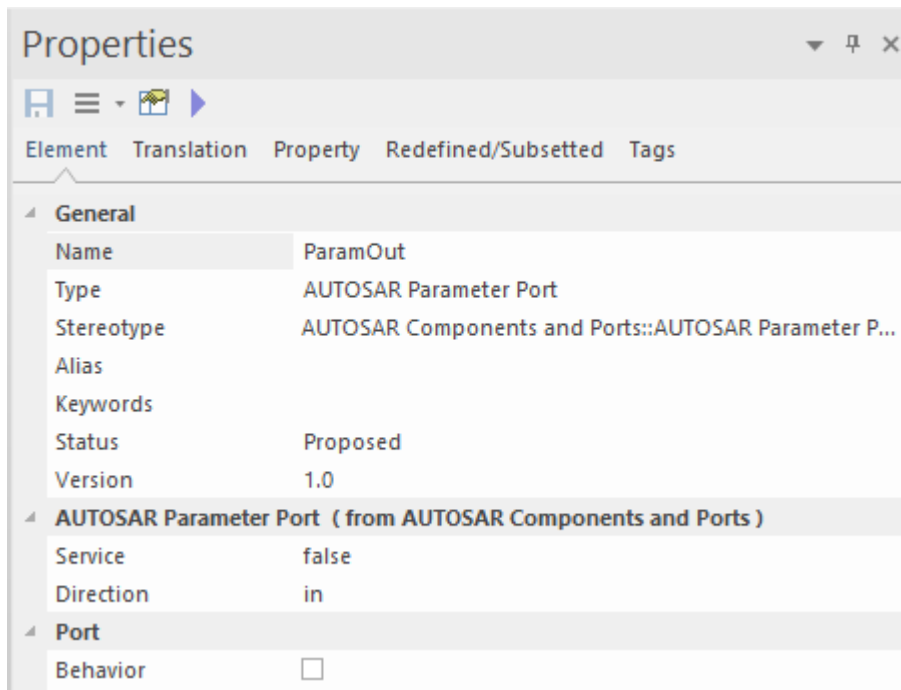 Properties
Element Translation Property Redefined/Subsetted Tags
General
Name ParamOut
Type AUTOSAR Parameter Port
Stereotype AUTOSAR Components and Ports::AUTOSAR Parameter P...
Alias
Keywords
Status Proposed
Version 1.0
AUTOSAR Parameter Port ( from AUTOSAR Components and Ports )
Service false
Direction in
Port
Behavior